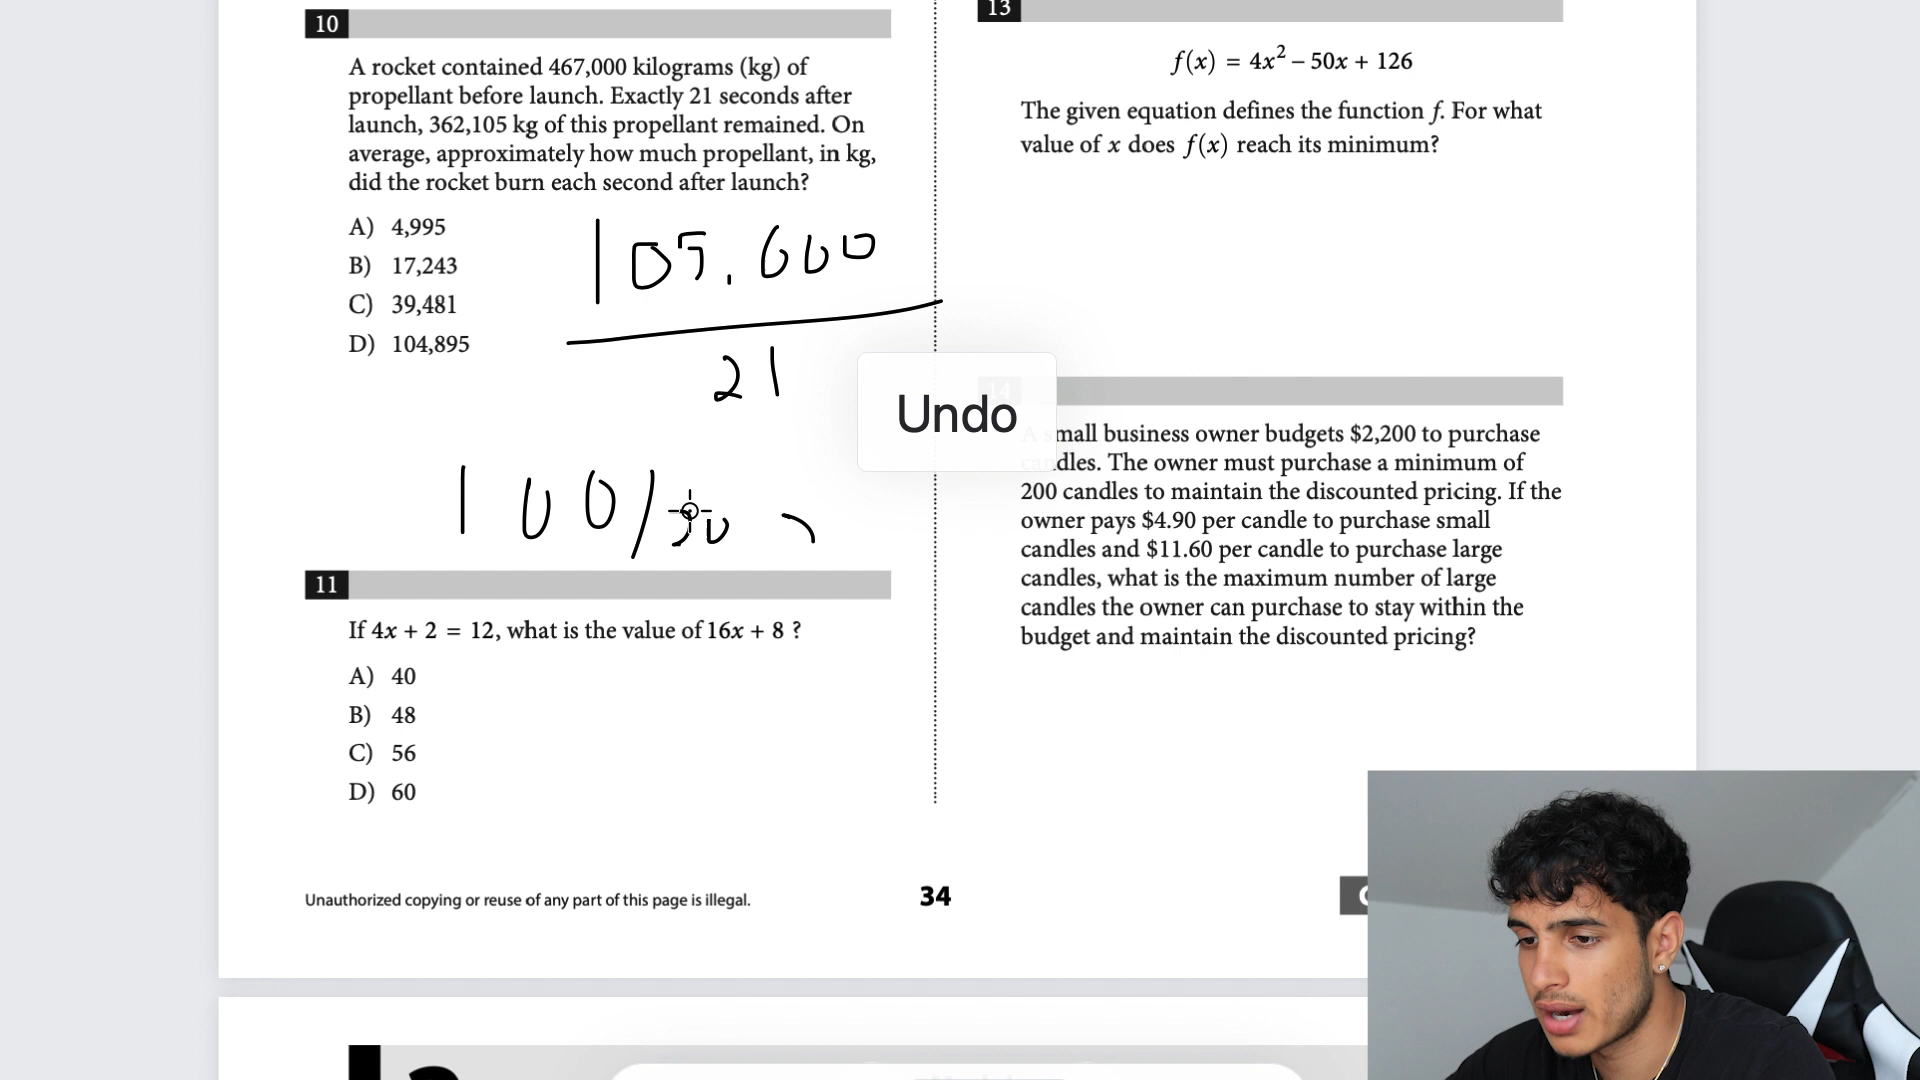 10
A rocket contained 467,000 kilograms (kg) of
propellant before launch. Exactly 21 seconds after
launch, 362,105 kg of this propellant remained. On
average, approximately how much propellant, in kg,
did the rocket burn each second after launch?
A) 4,995
B) 17,243
C) 39,481
D) 104,895
105.000
21
100/50
11
If 4x + 2 = 12, what is the value of 16x + 8 ?
A) 40
B) 48
C) 56
D) 60
13
f(x) = 4x² – 50x + 126
The given equation defines the function f. For what
value of x does f(x) reach its minimum?
Undo
14
A small business owner budgets $2,200 to purchase
candles. The owner must purchase a minimum of
200 candles to maintain the discounted pricing. If the
owner pays $4.90 per candle to purchase small
candles and $11.60 per candle to purchase large
candles, what is the maximum number of large
candles the owner can purchase to stay within the
budget and maintain the discounted pricing?
Unauthorized copying or reuse of any part of this page is illegal.
34